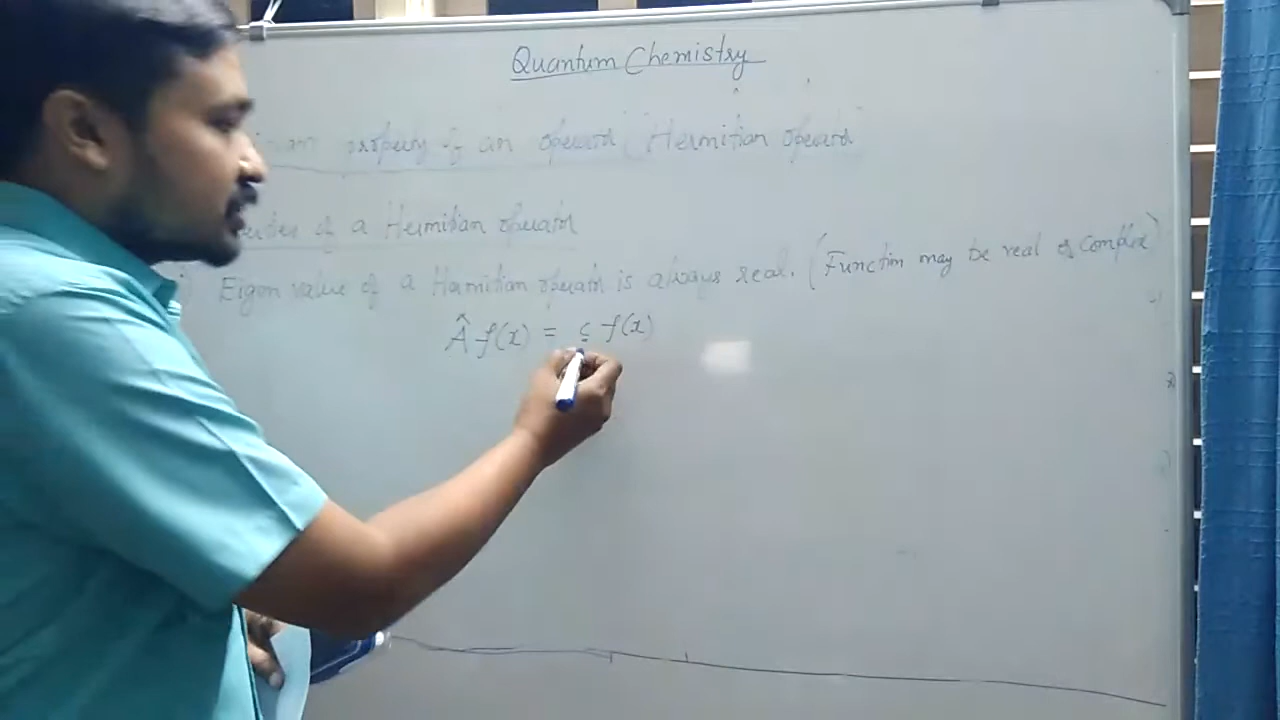 Quantum Chemistry
property of an operator "Hermitian operator"
of a Hermitian operator
i) Eigen value of a Hermitian operator is always real. (Function may be real or complex)
Â f(x) = f(x)